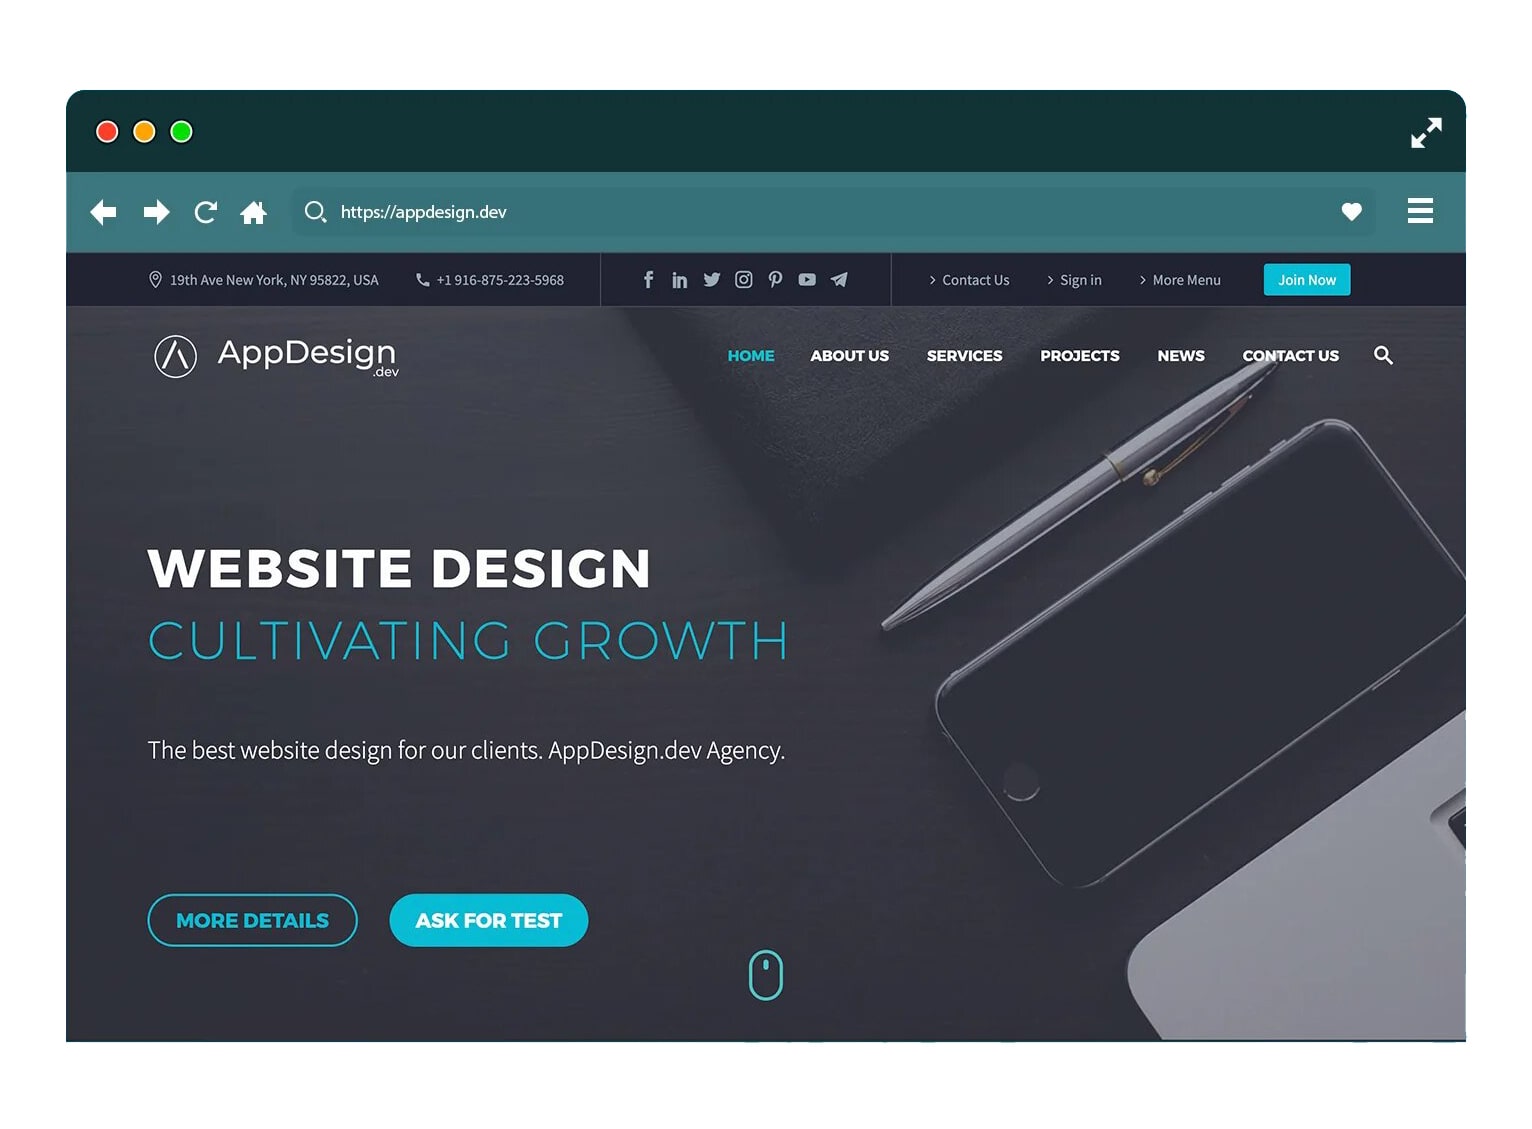 https://appdesign.dev
19th Ave New York, NY 95822, USA +1 916-875-223-5968 Contact Us Sign in More Menu Join Now
AppDesign
.dev
HOME ABOUT US SERVICES PROJECTS NEWS CONTACT US
WEBSITE DESIGN
CULTIVATING GROWTH
The best website design for our clients. AppDesign.dev Agency.
MORE DETAILS ASK FOR TEST